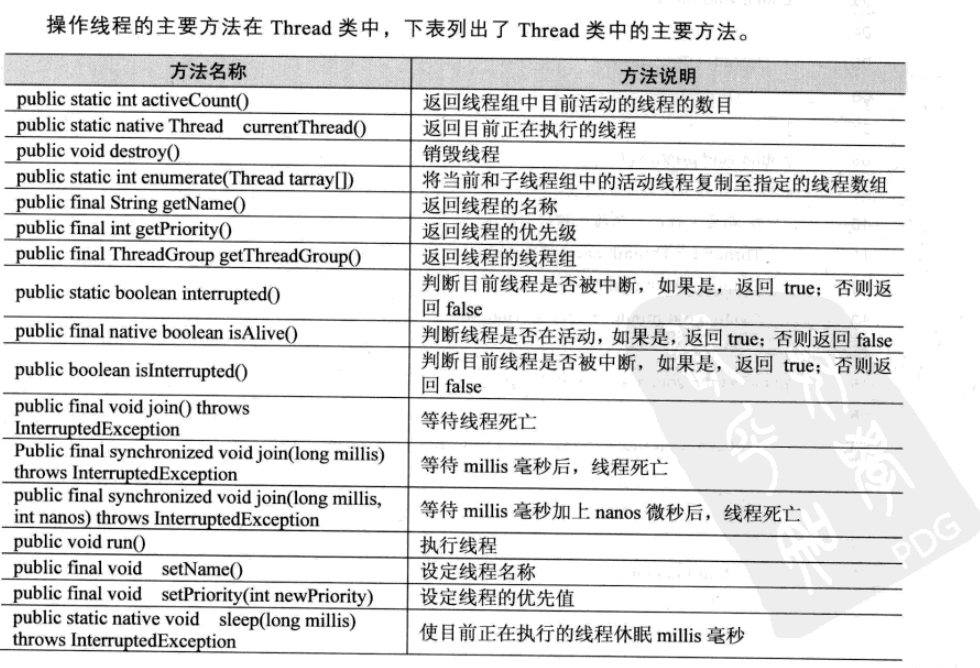 操作线程的主要方法在 Thread 类中，下表列出了 Thread 类中的主要方法。
方法名称 方法说明
public static int activeCount() 返回线程组中目前活动的线程的数目
public static native Thread currentThread() 返回目前正在执行的线程
public void destroy() 销毁线程
public static int enumerate(Thread tarray[]) 将当前和子线程组中的活动线程复制至指定的线程数组
public final String getName() 返回线程的名称
public final int getPriority() 返回线程的优先级
public final ThreadGroup getThreadGroup() 返回线程的线程组
public static boolean interrupted() 判断目前线程是否被中断，如果是，返回 true；否则返
回 false
public final native boolean isAlive() 判断线程是否在活动，如果是，返回 true；否则返回 false
public boolean isInterrupted() 判断目前线程是否被中断，如果是，返回 true；否则返
回 false
public final void join() throws
InterruptedException 等待线程死亡
Public final synchronized void join(long millis)
throws InterruptedException 等待 millis 毫秒后，线程死亡
public final synchronized void join(long millis,
int nanos) throws InterruptedException 等待 millis 毫秒加上 nanos 微秒后，线程死亡
public void run() 执行线程
public final void setName() 设定线程名称
public final void setPriority(int newPriority) 设定线程的优先值
public static native void sleep(long millis)
throws InterruptedException 使目前正在执行的线程休眠 millis 毫秒
PDG